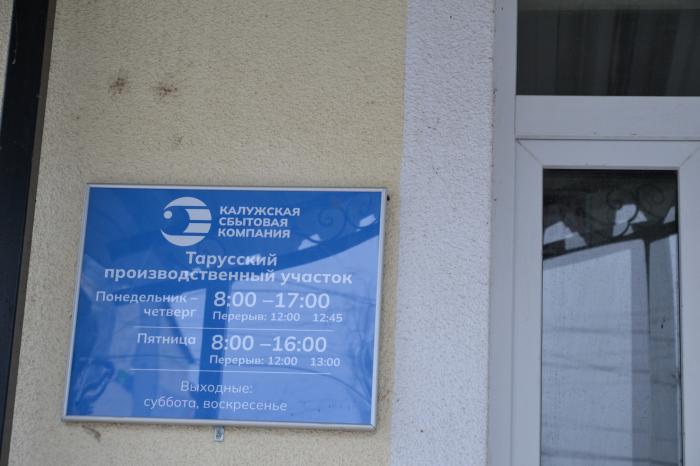 КАЛУЖСКАЯ
СБЫТОВАЯ
КОМПАНИЯ
Тарусский
производственный участок
Понедельник – 8:00 –17:00
четверг Перерыв: 12:00 12:45
Пятница 8:00 –16:00
Перерыв: 12:00 13:00
Выходные:
суббота, воскресенье